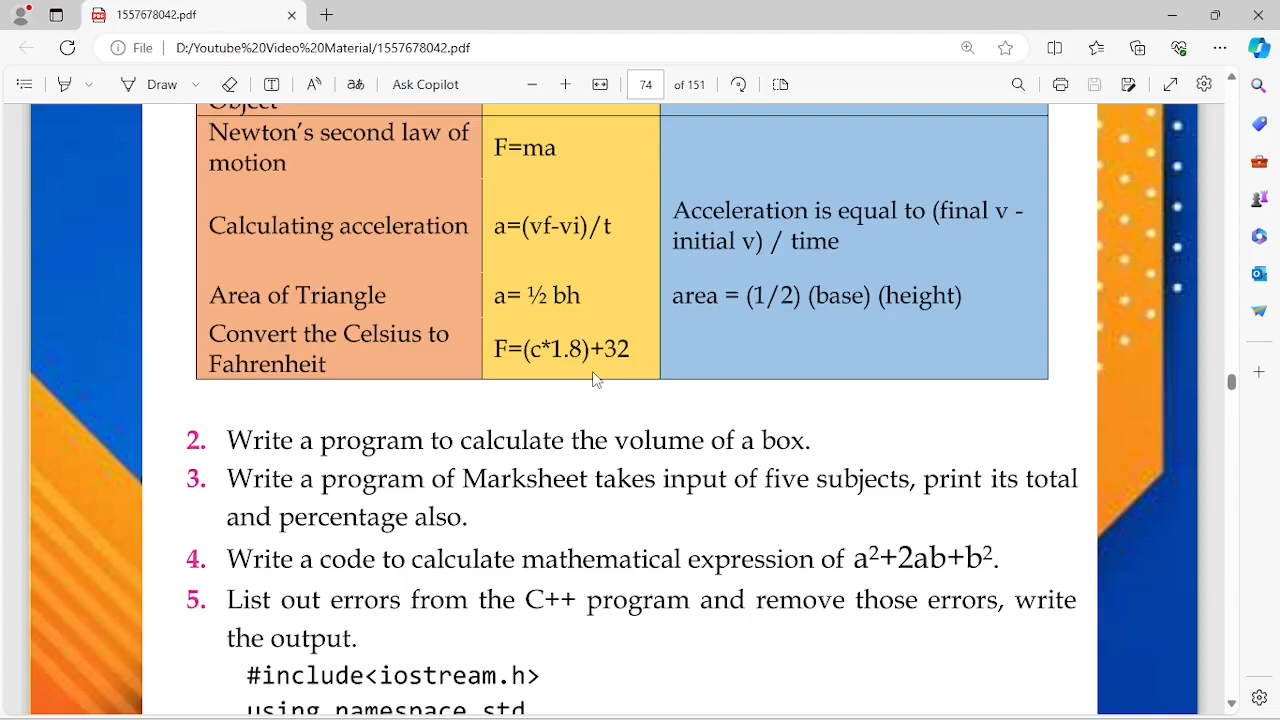 1557678042.pdf
File
D:/Youtube%20Video%20Material/1557678042.pdf
Draw
Ask Copilot
74 of 151
Object
Newton's second law of motion
F=ma
Calculating acceleration
a=(vf-vi)/t
Acceleration is equal to (final v -
initial v) / time
Area of Triangle
a= ½ bh
area = (1/2) (base) (height)
Convert the Celsius to
Fahrenheit
F=(c*1.8)+32
2. Write a program to calculate the volume of a box.
3. Write a program of Marksheet takes input of five subjects, print its total
and percentage also.
4. Write a code to calculate mathematical expression of a²+2ab+b².
5. List out errors from the C++ program and remove those errors, write
the output.
#include<iostream.h>
using namespace std